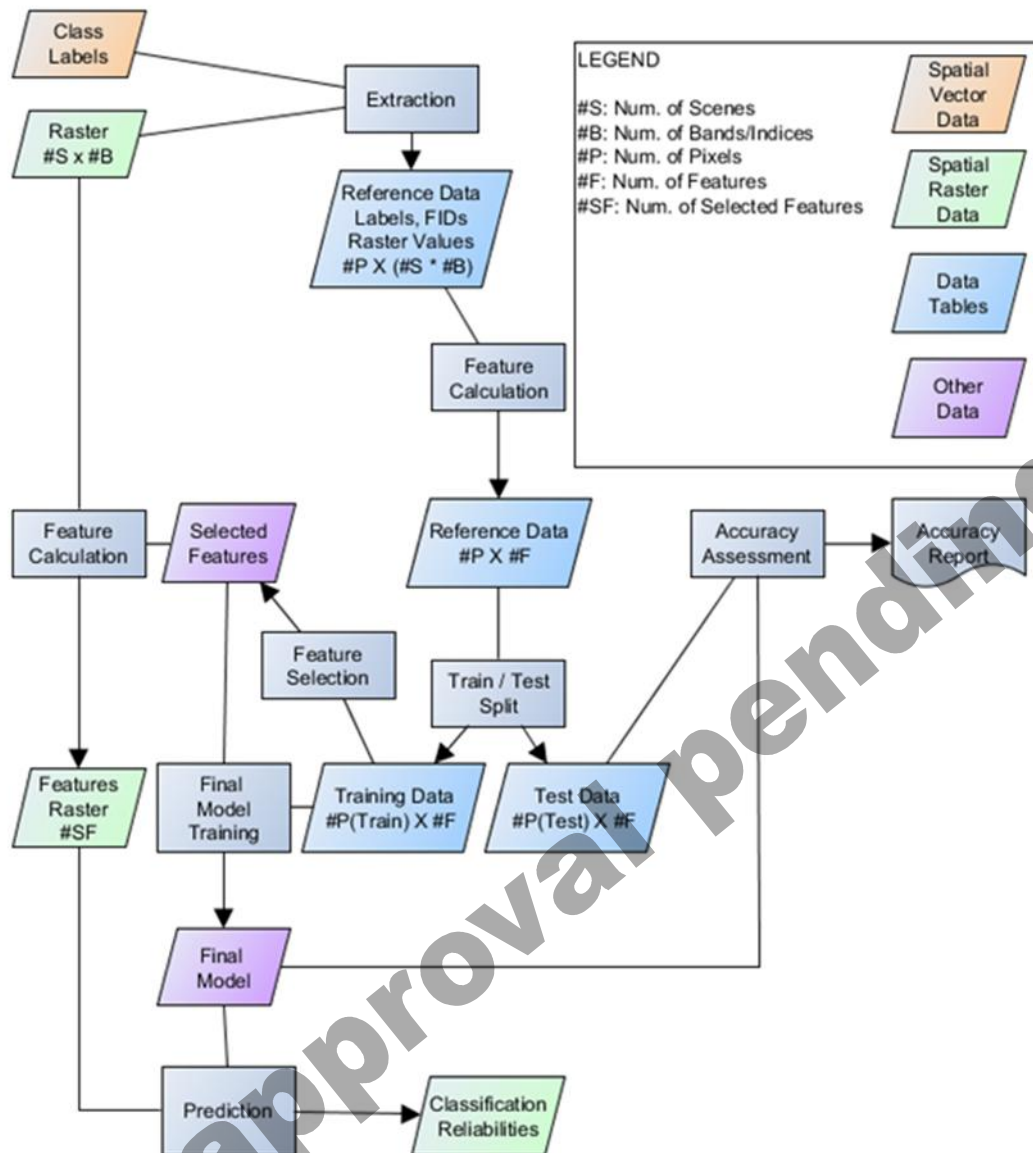 Class
Labels
Raster
#S x #B
Extraction
Reference Data
Labels, FIDs
Raster Values
#P X (#S * #B)
Feature
Calculation
LEGEND
#S: Num. of Scenes
#B: Num. of Bands/Indices
#P: Num. of Pixels
#F: Num. of Features
#SF: Num. of Selected Features
Spatial
Vector
Data
Spatial
Raster
Data
Data
Tables
Other
Data
Feature
Calculation
Selected
Features
Reference Data
#P X #F
Accuracy
Assessment
Accuracy
Report
Feature
Selection
Train / Test
Split
Features
Raster
#SF
Final
Model
Training
Training Data
#P(Train) X #F
Test Data
#P(Test) X #F
Final
Model
Prediction
Classification
Reliabilities
approval pending